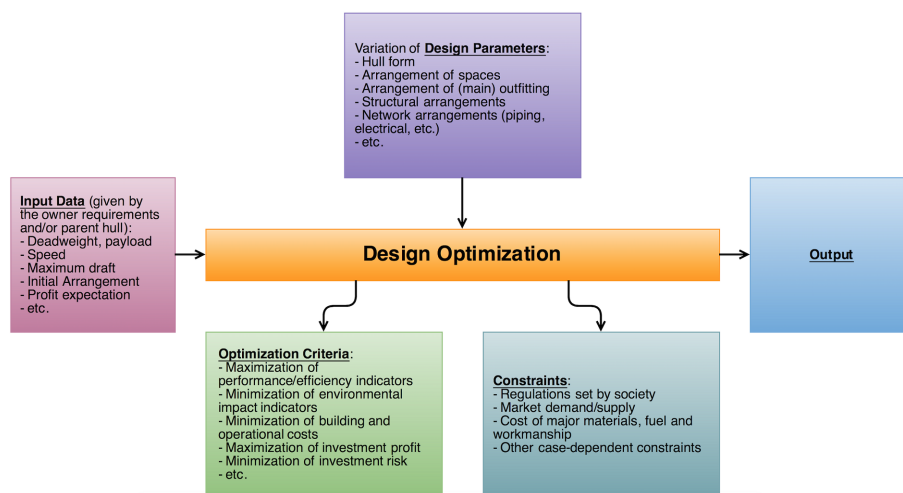 Variation of Design Parameters:
- Hull form
- Arrangement of spaces
- Arrangement of (main) outfitting
- Structural arrangements
- Network arrangements (piping,
electrical, etc.)
- etc.
Input Data (given by
the owner requirements
and/or parent hull):
- Deadweight, payload
- Speed
- Maximum draft
- Initial Arrangement
- Profit expectation
- etc.
Design Optimization
Output
Optimization Criteria:
- Maximization of
performance/efficiency indicators
- Minimization of environmental
impact indicators
- Minimization of building and
operational costs
- Maximization of investment profit
- Minimization of investment risk
- etc.
Constraints:
- Regulations set by society
- Market demand/supply
- Cost of major materials, fuel and
workmanship
- Other case-dependent constraints